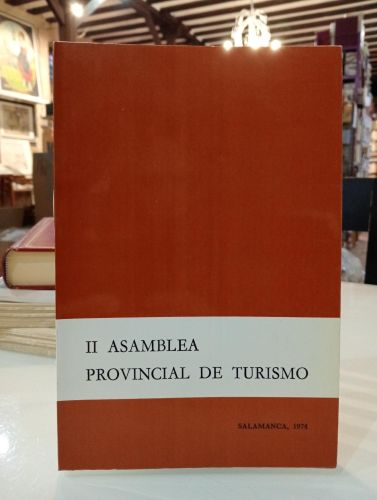 II ASAMBLEA
PROVINCIAL DE TURISMO
SALAMANCA, 1974